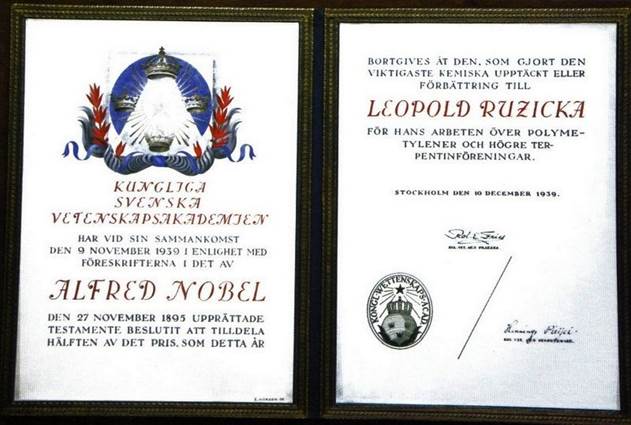 KUNGLIGA
SVENSKA
VETENSKAPSAKADEMIEN
HAR VID SIN SAMMANKOMST
DEN 9 NOVEMBER 1939 I ENLIGHET MED
FÖRESKRIFTERNA I DET AV
ALFRED NOBEL
DEN 27 NOVEMBER 1895 UPPRÄTTADE
TESTAMENTE BESLUTIT ATT TILLDELA
HÄLFTEN AV DET PRIS, SOM DETTA ÅR
BORTGIVES ÅT DEN, SOM GJORT DEN
VIKTIGASTE KEMISKA UPPTÄCKT ELLER
FÖRBÄTTRING TILL
LEOPOLD RUZICKA
FÖR HANS ARBETEN ÖVER POLYME-
TYLENER OCH HÖGRE TER-
PENTINFÖRENINGAR.
STOCKHOLM DEN 10 DECEMBER 1939.
KONGL. WETTENSKAPS-ACAD.